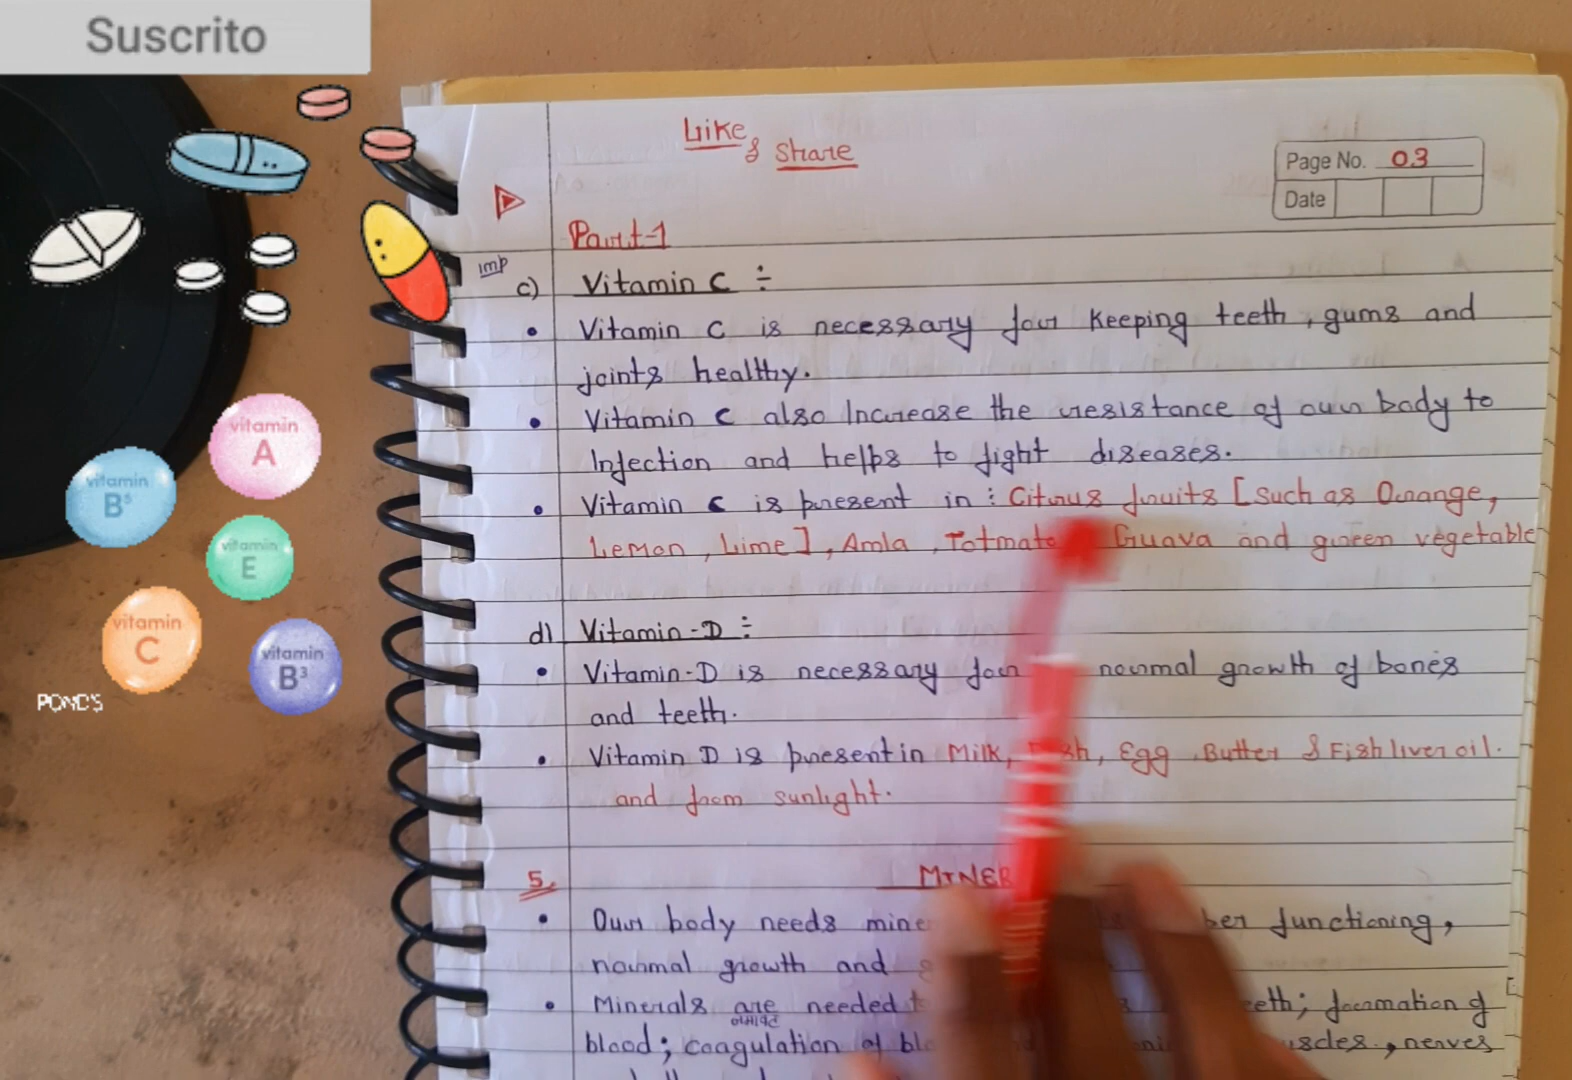 Suscrito
Like & Share
Page No. 03
Date
Part-1
imp
c) Vitamin C ÷
• Vitamin C is necessary for keeping teeth, gums and
joints healthy.
• Vitamin C also Increase the resistance of our body to
Infection and helps to fight diseases.
• Vitamin C is present in : Citrus fruits [such as Orange,
Lemon, Lime], Amla, Totmato Guava and green vegetable
d) Vitamin-D ÷
• Vitamin-D is necessary for normal growth of bones
and teeth.
• Vitamin D is present in Milk, Egg, Butter & Fish liver oil.
and from sunlight.
5.
• Our body needs functioning,
normal growth and
• Minerals are needed formation of
blood; coagulation of nerves
vitamin A
vitamin B⁵
vitamin E
vitamin C
vitamin B³
POND'S